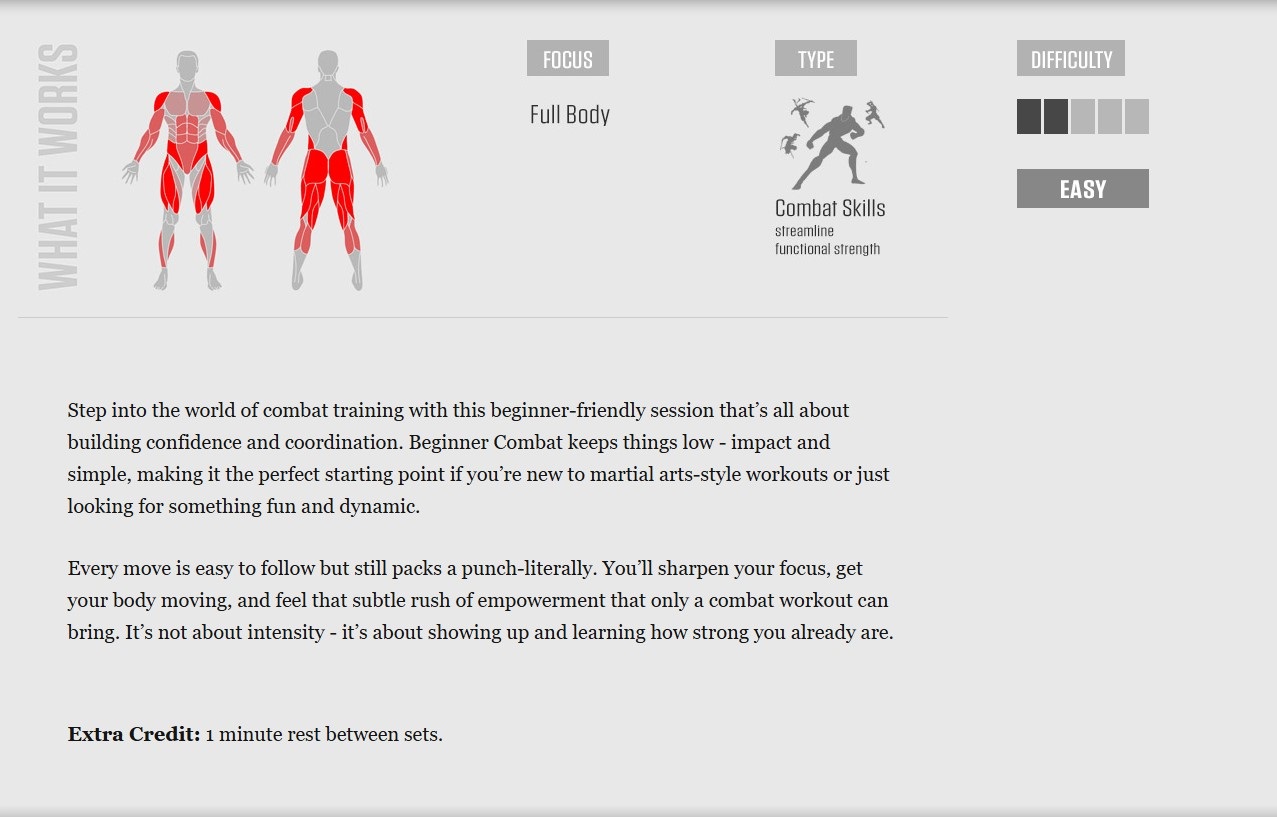 WHAT IT WORKS
FOCUS
Full Body
TYPE
Combat Skills
streamline
functional strength
DIFFICULTY
EASY
Step into the world of combat training with this beginner-friendly session that’s all about
building confidence and coordination. Beginner Combat keeps things low - impact and
simple, making it the perfect starting point if you’re new to martial arts-style workouts or just
looking for something fun and dynamic.
Every move is easy to follow but still packs a punch-literally. You’ll sharpen your focus, get
your body moving, and feel that subtle rush of empowerment that only a combat workout can
bring. It’s not about intensity - it’s about showing up and learning how strong you already are.
Extra Credit: 1 minute rest between sets.